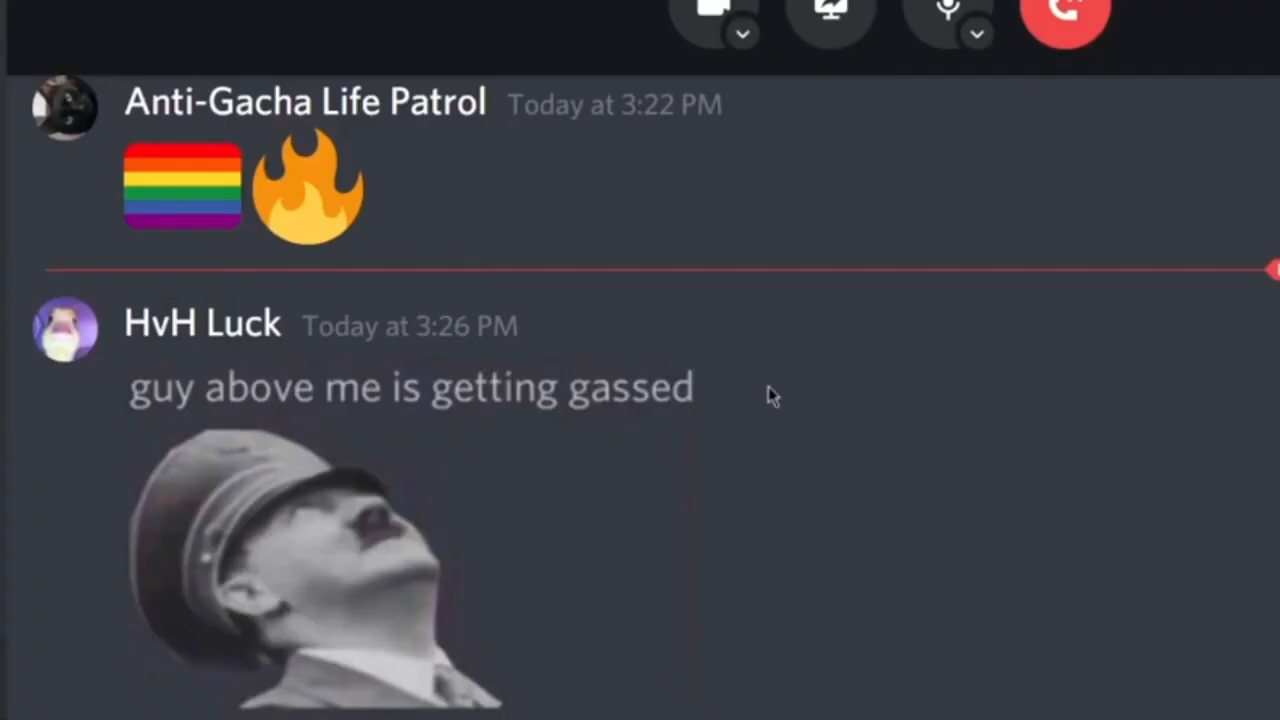 Anti-Gacha Life Patrol Today at 3:22 PM
HvH Luck Today at 3:26 PM
guy above me is getting gassed